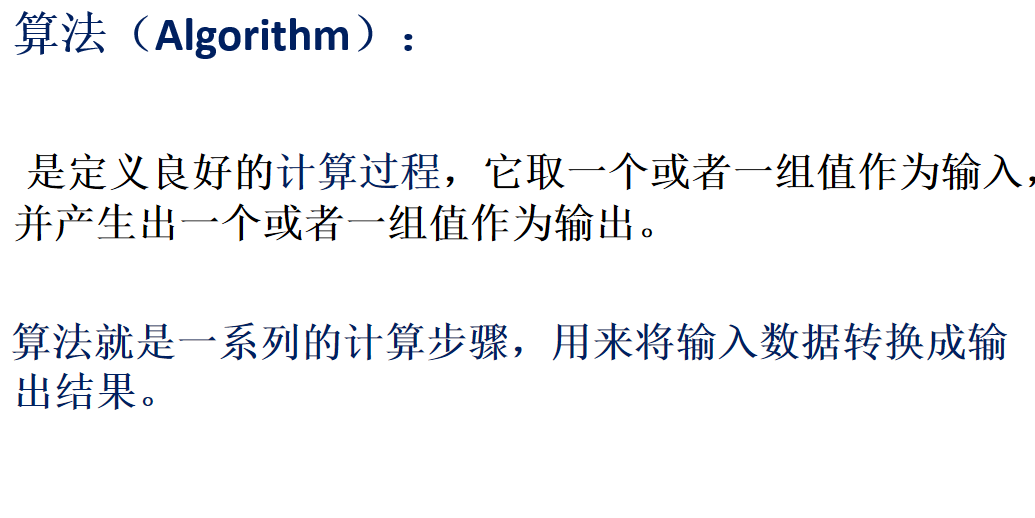 算法（Algorithm）：
是定义良好的计算过程，它取一个或者一组值作为输入，
并产生出一个或者一组值作为输出。
算法就是一系列的计算步骤，用来将输入数据转换成输
出结果。